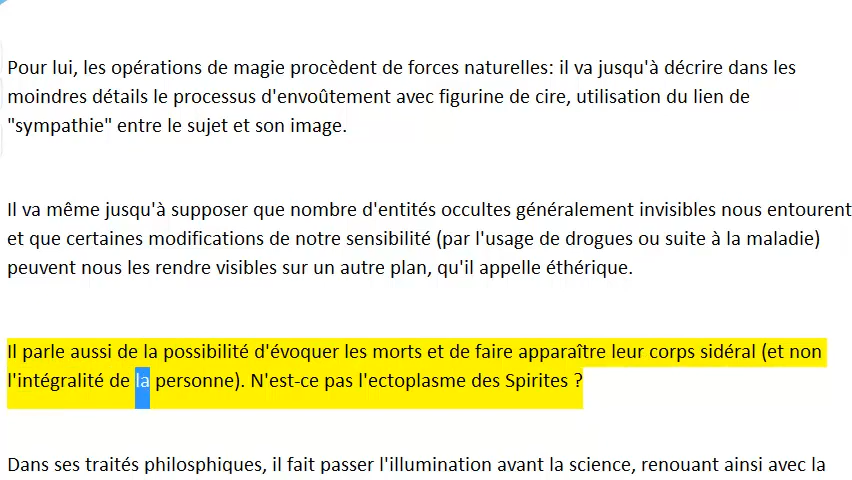 Pour lui, les opérations de magie procèdent de forces naturelles: il va jusqu'à décrire dans les
moindres détails le processus d'envoûtement avec figurine de cire, utilisation du lien de
"sympathie" entre le sujet et son image.
Il va même jusqu'à supposer que nombre d'entités occultes généralement invisibles nous entourent
et que certaines modifications de notre sensibilité (par l'usage de drogues ou suite à la maladie)
peuvent nous les rendre visibles sur un autre plan, qu'il appelle éthérique.
Il parle aussi de la possibilité d'évoquer les morts et de faire apparaître leur corps sidéral (et non
l'intégralité de la personne). N'est-ce pas l'ectoplasme des Spirites ?
Dans ses traités philosphiques, il fait passer l'illumination avant la science, renouant ainsi avec la